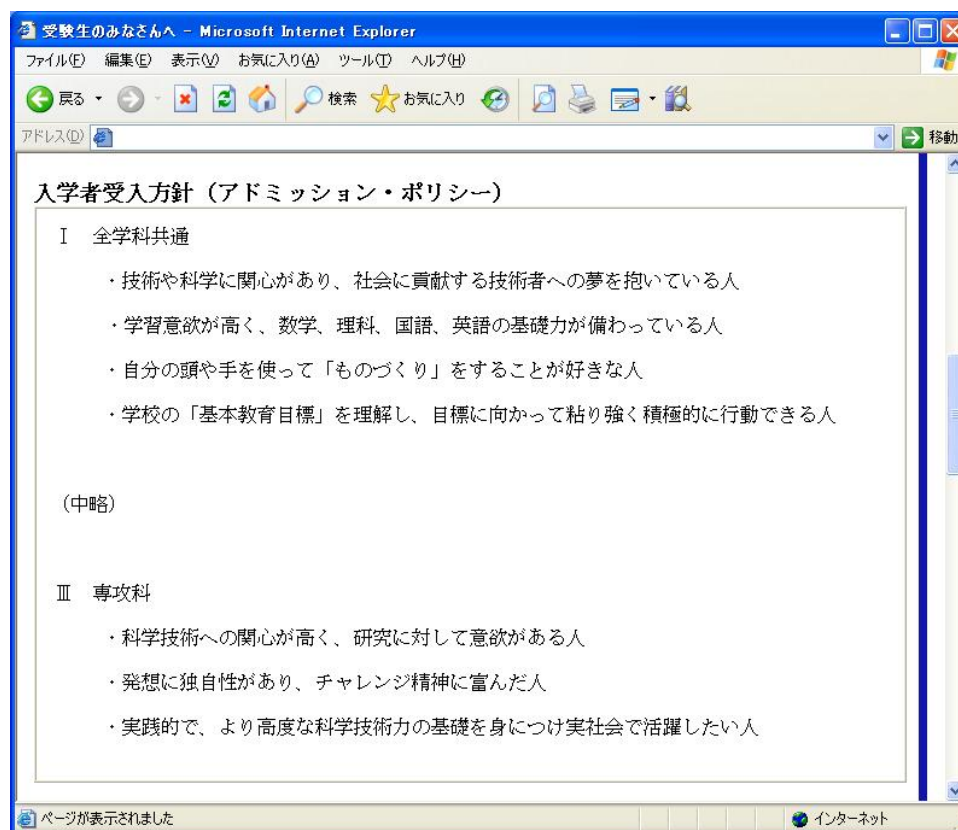 受験生のみなさんへ - Microsoft Internet Explorer
ファイル(F) 編集(E) 表示(V) お気に入り(A) ツール(T) ヘルプ(H)
戻る 検索 お気に入り
アドレス(D) 移動
入学者受入方針（アドミッション・ポリシー）
Ⅰ 全学科共通
・技術や科学に関心があり、社会に貢献する技術者への夢を抱いている人
・学習意欲が高く、数学、理科、国語、英語の基礎力が備わっている人
・自分の頭や手を使って「ものづくり」をすることが好きな人
・学校の「基本教育目標」を理解し、目標に向かって粘り強く積極的に行動できる人
（中略）
Ⅲ 専攻科
・科学技術への関心が高く、研究に対して意欲がある人
・発想に独自性があり、チャレンジ精神に富んだ人
・実践的で、より高度な科学技術力の基礎を身につけ実社会で活躍したい人
ページが表示されました インターネット